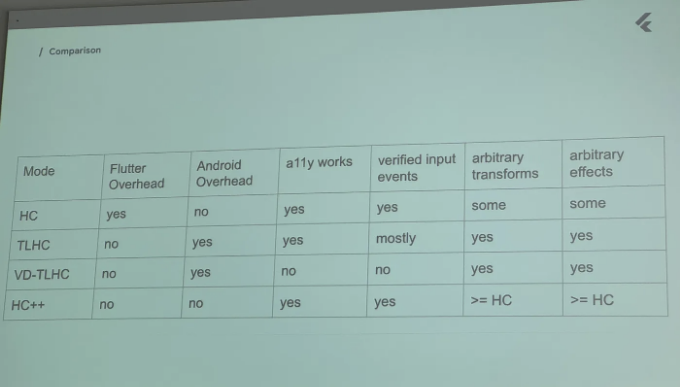 / Comparison
Mode Flutter Overhead Android Overhead a11y works verified input events arbitrary transforms arbitrary effects
HC yes no yes yes some some
TLHC no yes yes mostly yes yes
VD-TLHC no yes no no yes yes
HC++ no no yes yes >= HC >= HC